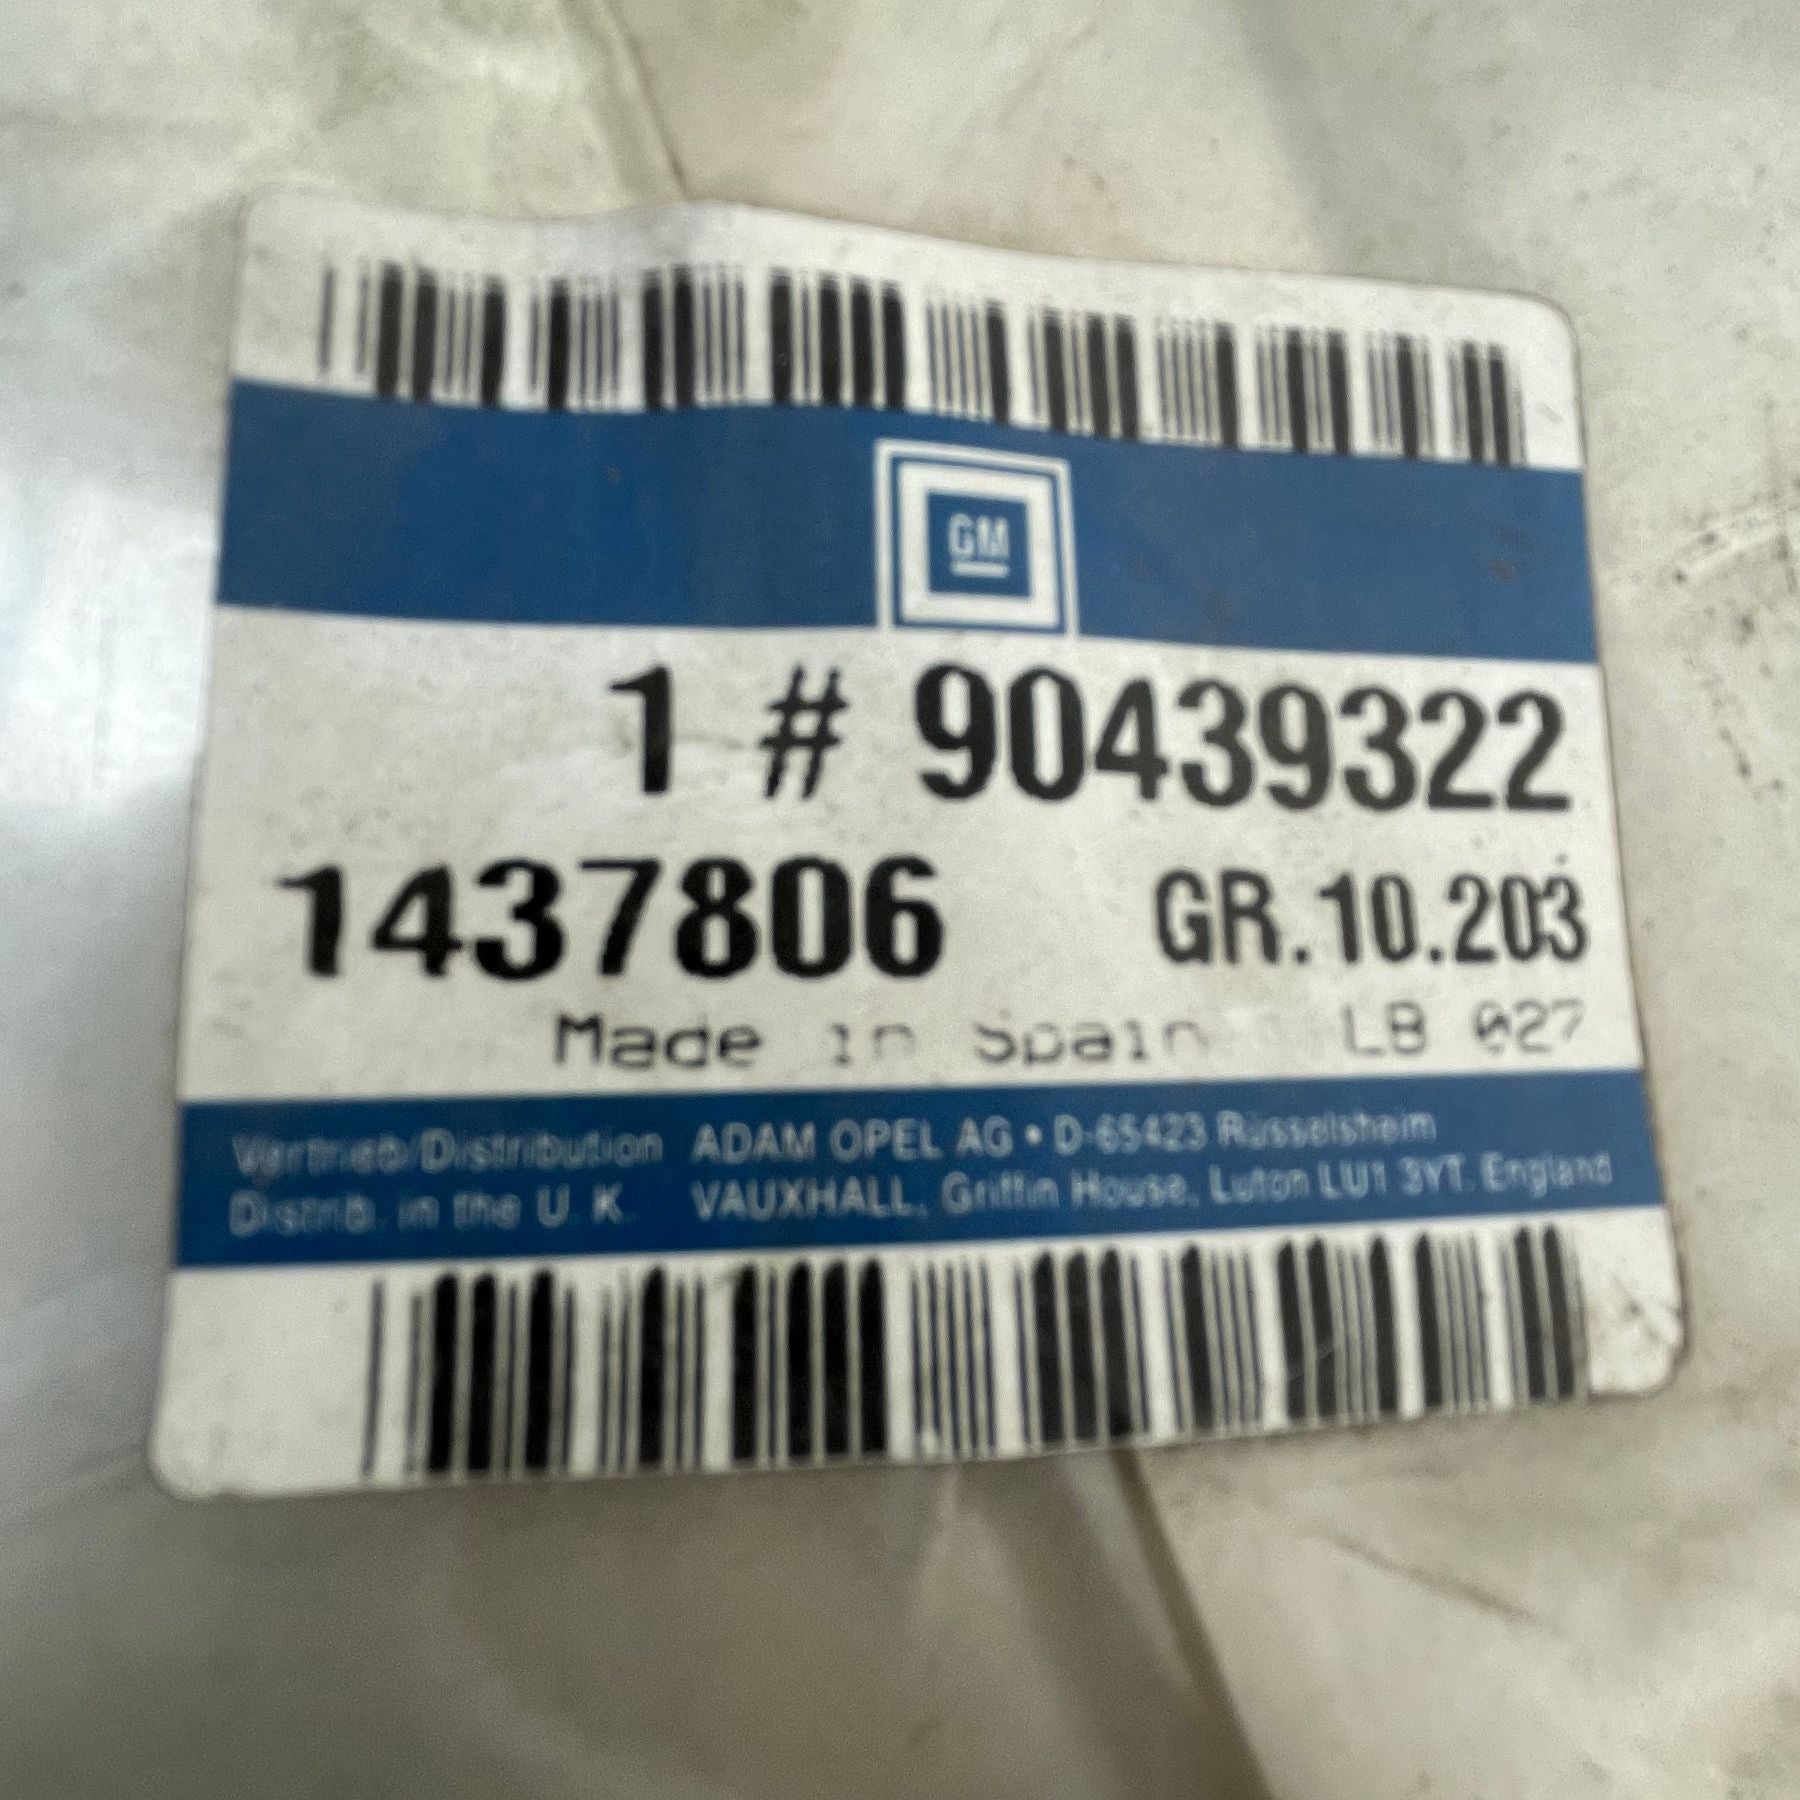 GM
1 # 90439322
1437806 GR.10.203
Made in Spain LB 027
Vertrieb/Distribution ADAM OPEL AG • D-65423 Rüsselsheim
Distrib. in the U. K. VAUXHALL, Griffin House, Luton LU1 3YT. England